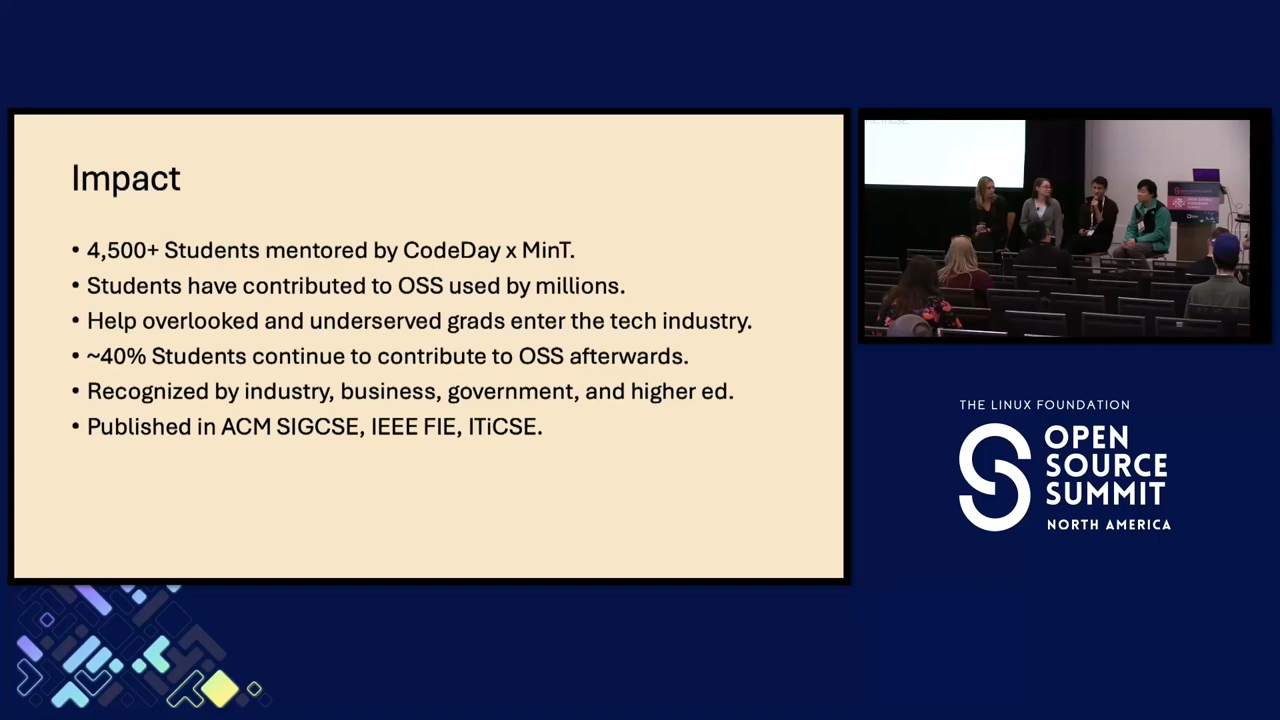 Impact
• 4,500+ Students mentored by CodeDay x MinT.
• Students have contributed to OSS used by millions.
• Help overlooked and underserved grads enter the tech industry.
• ~40% Students continue to contribute to OSS afterwards.
• Recognized by industry, business, government, and higher ed.
• Published in ACM SIGCSE, IEEE FIE, ITiCSE.
THE LINUX FOUNDATION
OPEN
SOURCE
SUMMIT
NORTH AMERICA